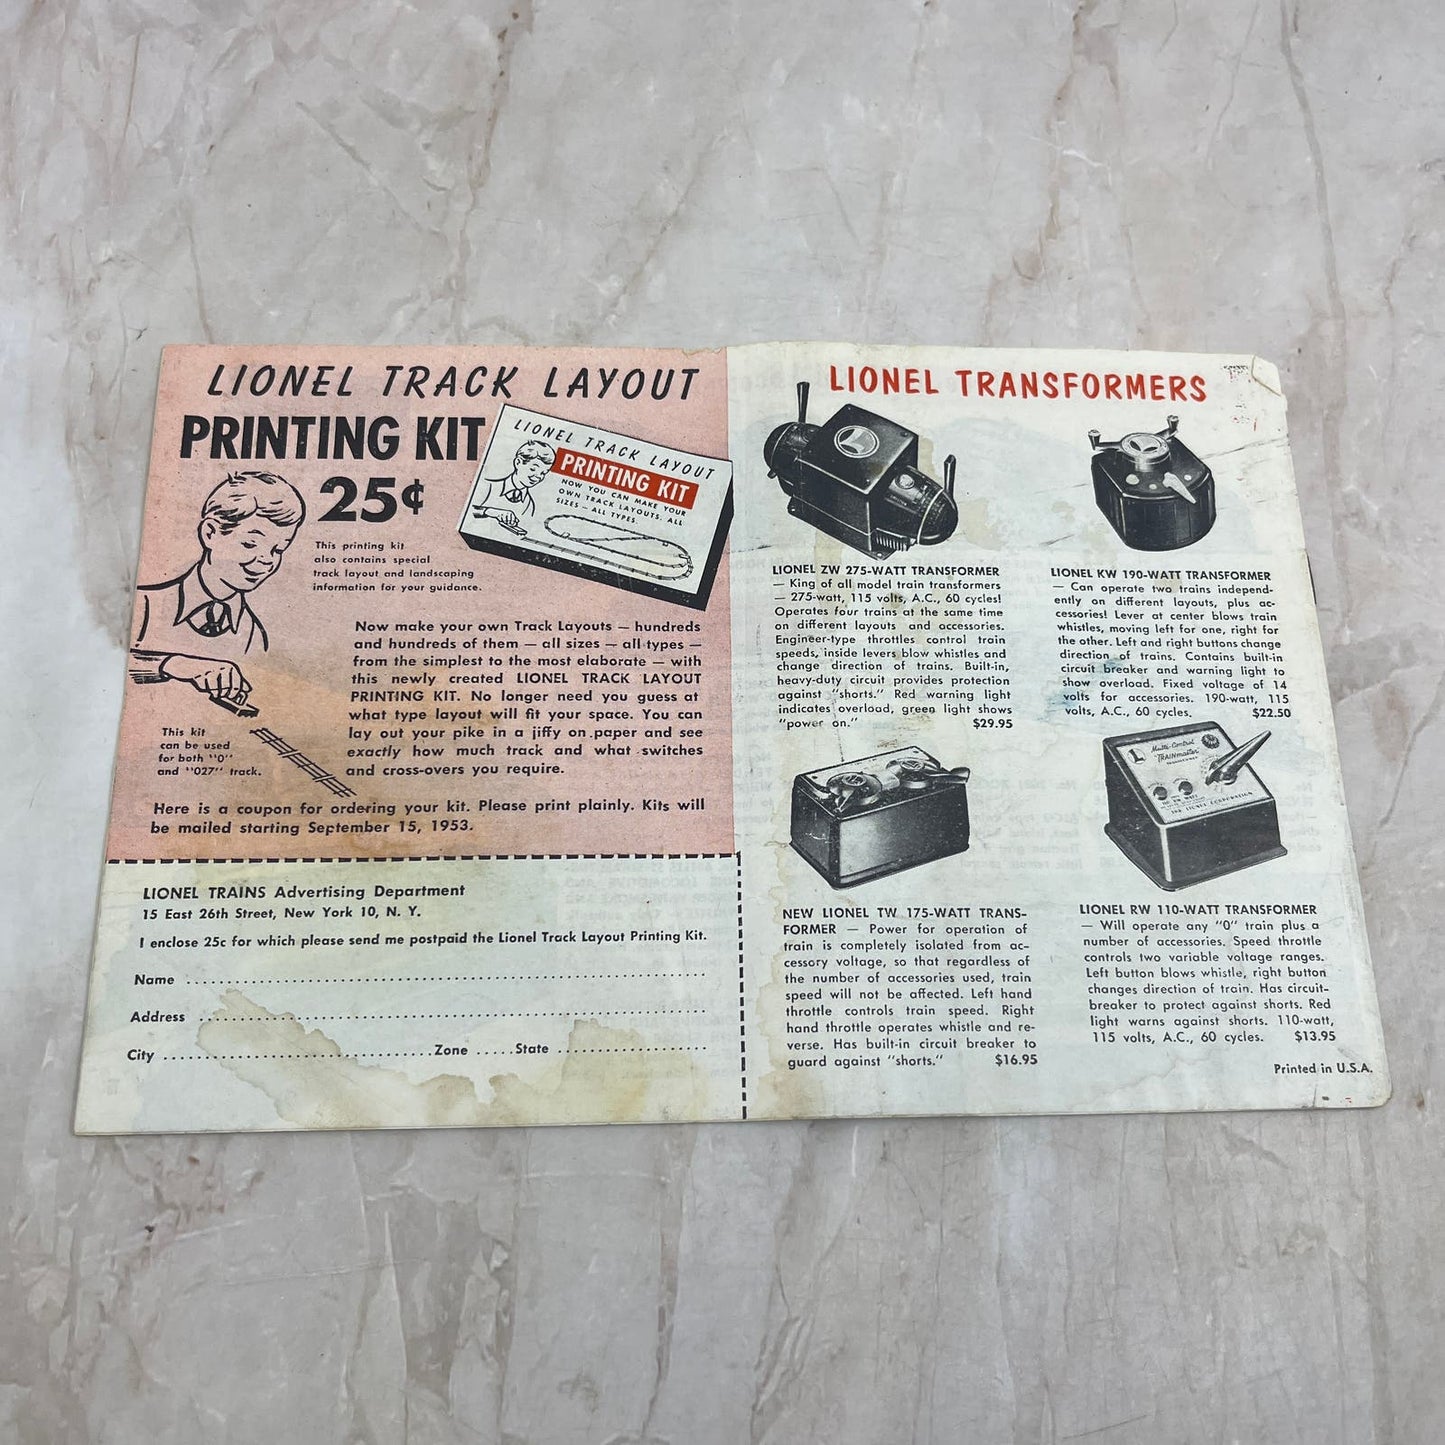 LIONEL TRACK LAYOUT
PRINTING KIT
25¢
LIONEL TRACK LAYOUT
PRINTING KIT
NOW YOU CAN MAKE YOUR
OWN TRACK LAYOUTS. ALL
SIZES — ALL TYPES
This printing kit
also contains special
track layout and landscaping
information for your guidance.
Now make your own Track Layouts — hundreds
and hundreds of them — all sizes — all types —
from the simplest to the most elaborate — with
this newly created LIONEL TRACK LAYOUT
PRINTING KIT. No longer need you guess at
what type layout will fit your space. You can
lay out your pike in a jiffy on paper and see
exactly how much track and what switches
and cross-overs you require.
This kit
can be used
for both "0"
and "027" track.
Here is a coupon for ordering your kit. Please print plainly. Kits will
be mailed starting September 15, 1953.
LIONEL TRAINS Advertising Department
15 East 26th Street, New York 10, N. Y.
I enclose 25c for which please send me postpaid the Lionel Track Layout Printing Kit.
Name
Address
City Zone State
LIONEL TRANSFORMERS
LIONEL ZW 275-WATT TRANSFORMER
— King of all model train transformers
— 275-watt, 115 volts, A.C., 60 cycles!
Operates four trains at the same time
on different layouts and accessories.
Engineer-type throttles control train
speeds, inside levers blow whistles and
change direction of trains. Built-in,
heavy-duty circuit provides protection
against "shorts." Red warning light
indicates overload, green light shows
"power on." $29.95
LIONEL KW 190-WATT TRANSFORMER
— Can operate two trains independ-
ently on different layouts, plus ac-
cessories! Lever at center blows train
whistles, moving left for one, right for
the other. Left and right buttons change
direction of trains. Contains built-in
circuit breaker and warning light to
show overload. Fixed voltage of 14
volts for accessories. 190-watt, 115
volts, A.C., 60 cycles. $22.50
NEW LIONEL TW 175-WATT TRANS-
FORMER — Power for operation of
train is completely isolated from ac-
cessory voltage, so that regardless of
the number of accessories used, train
speed will not be affected. Left hand
throttle controls train speed. Right
hand throttle operates whistle and re-
verse. Has built-in circuit breaker to
guard against "shorts." $16.95
Multi-Control
TRAINmaster
TRANSFORMER
THE LIONEL CORPORATION
LIONEL RW 110-WATT TRANSFORMER
— Will operate any "0" train plus a
number of accessories. Speed throttle
controls two variable voltage ranges.
Left button blows whistle, right button
changes direction of train. Has circuit-
breaker to protect against shorts. Red
light warns against shorts. 110-watt,
115 volts, A.C., 60 cycles. $13.95
Printed in U.S.A.